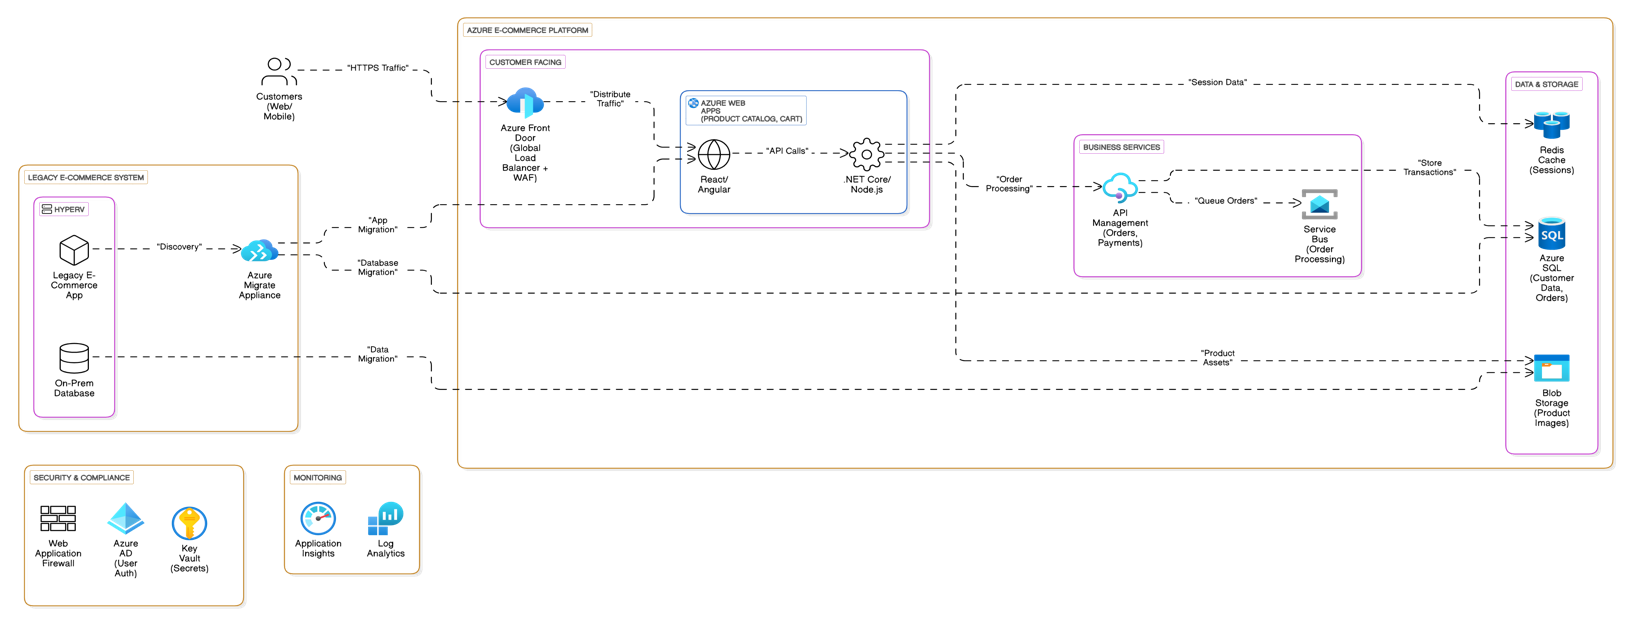 AZURE E-COMMERCE PLATFORM
CUSTOMER FACING
"HTTPS Traffic"
Customers
(Web/
Mobile)
"Distribute
Traffic"
Azure Front
Door
(Global
Load
Balancer +
WAF)
AZURE WEB
APPS
(PRODUCT CATALOG, CART)
React/
Angular
"API Calls"
.NET Core/
Node.js
"Session Data"
"Order
Processing"
BUSINESS SERVICES
API
Management
(Orders,
Payments)
"Queue Orders"
Service
Bus
(Order
Processing)
"Store
Transactions"
DATA & STORAGE
Redis
Cache
(Sessions)
Azure
SQL
(Customer
Data,
Orders)
SQL
"Product
Assets"
Blob
Storage
(Product
Images)
LEGACY E-COMMERCE SYSTEM
HYPERV
Legacy E-
Commerce
App
"Discovery"
Azure
Migrate
Appliance
"App
Migration"
"Database
Migration"
On-Prem
Database
"Data
Migration"
SECURITY & COMPLIANCE
Web
Application
Firewall
Azure
AD
(User
Auth)
Key
Vault
(Secrets)
MONITORING
Application
Insights
Log
Analytics